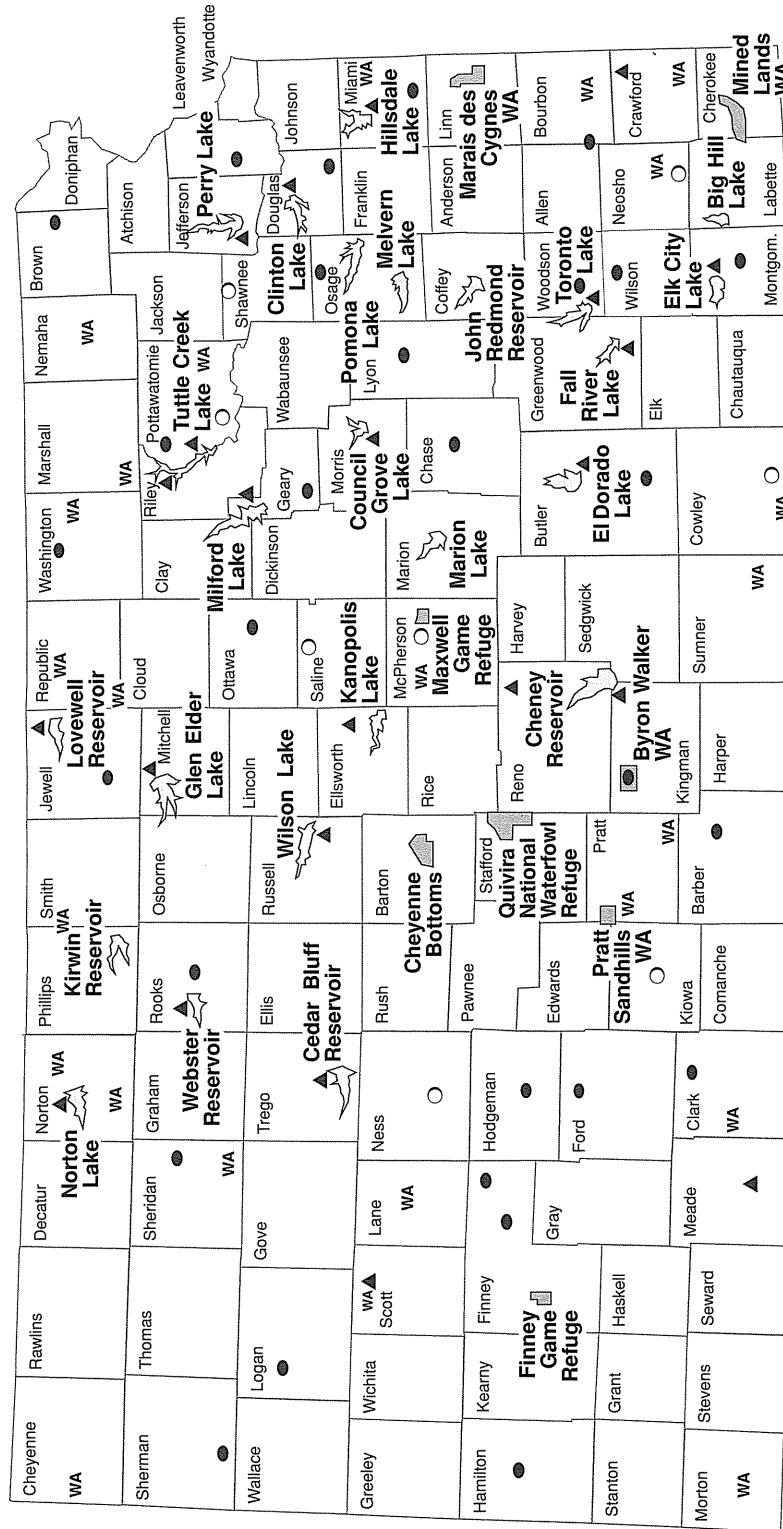 Cheyenne
WA
Rawlins
Decatur
Norton
WA
WA
Norton
Lake
Phillips
Kirwin
Reservoir
Smith
WA
Jewell
Lovewell
Reservoir
WA
Republic
WA
Washington
WA
Marshall
WA
Nemaha
WA
Brown
Doniphan
Sherman
Thomas
Sheridan
WA
Graham
Webster
Reservoir
Rooks
Osborne
Mitchell
Glen Elder
Lake
Cloud
Clay
Riley
Pottawatomie
Tuttle Creek
Lake
WA
Jackson
Atchison
Jefferson
Perry Lake
Leavenworth
Wyandotte
Wallace
Logan
Gove
Trego
Cedar Bluff
Reservoir
Ellis
Russell
Wilson Lake
Lincoln
Ottawa
Milford
Lake
Dickinson
Geary
Wabaunsee
Shawnee
Douglas
Clinton
Lake
Johnson
Greeley
Wichita
WA
Scott
Lane
WA
Ness
Rush
Barton
Cheyenne
Bottoms
Ellsworth
Rice
Saline
Kanopolis
Lake
McPherson
WA
Maxwell
Game
Refuge
Marion
Marion
Lake
Morris
Council
Grove
Lake
Chase
Lyon
Osage
Pomona
Lake
Melvern
Lake
Franklin
Miami
WA
Hillsdale
Lake
Hamilton
Kearny
Finney
Finney
Game
Refuge
Gray
Hodgeman
Ford
Pawnee
Edwards
Stafford
Quivira
National
Waterfowl
Refuge
Reno
Cheney
Reservoir
Harvey
Sedgwick
Butler
El Dorado
Lake
Greenwood
Fall
River
Lake
Coffey
John
Redmond
Reservoir
Woodson
Toronto
Lake
Anderson
Linn
Marais des
Cygnes
WA
Allen
Bourbon
WA
Stanton
Grant
Haskell
Pratt
WA
WA
Pratt
Sandhills
WA
Kiowa
Kingman
Byron Walker
WA
Elk
Wilson
Neosho
WA
Crawford
WA
Morton
WA
Stevens
Seward
Meade
Clark
WA
Comanche
Barber
Harper
Sumner
WA
Cowley
WA
Chautauqua
Montgom.
Elk City
Lake
Labette
Big Hill
Lake
Cherokee
Mined
Lands
WA